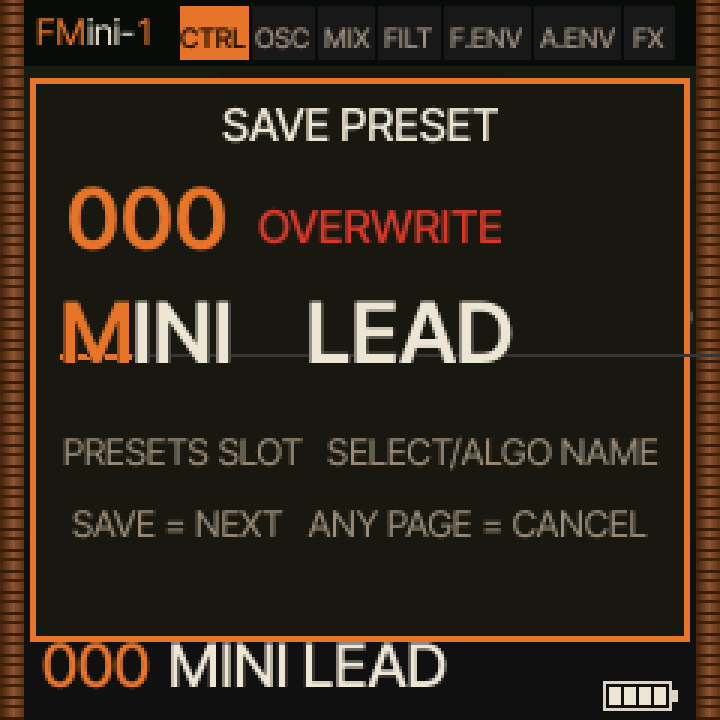 FMini-1 CTRL OSC MIX FILT F.ENV A.ENV FX
SAVE PRESET
000 OVERWRITE
MINI LEAD
PRESETS SLOT SELECT/ALGO NAME
SAVE = NEXT ANY PAGE = CANCEL
000 MINI LEAD